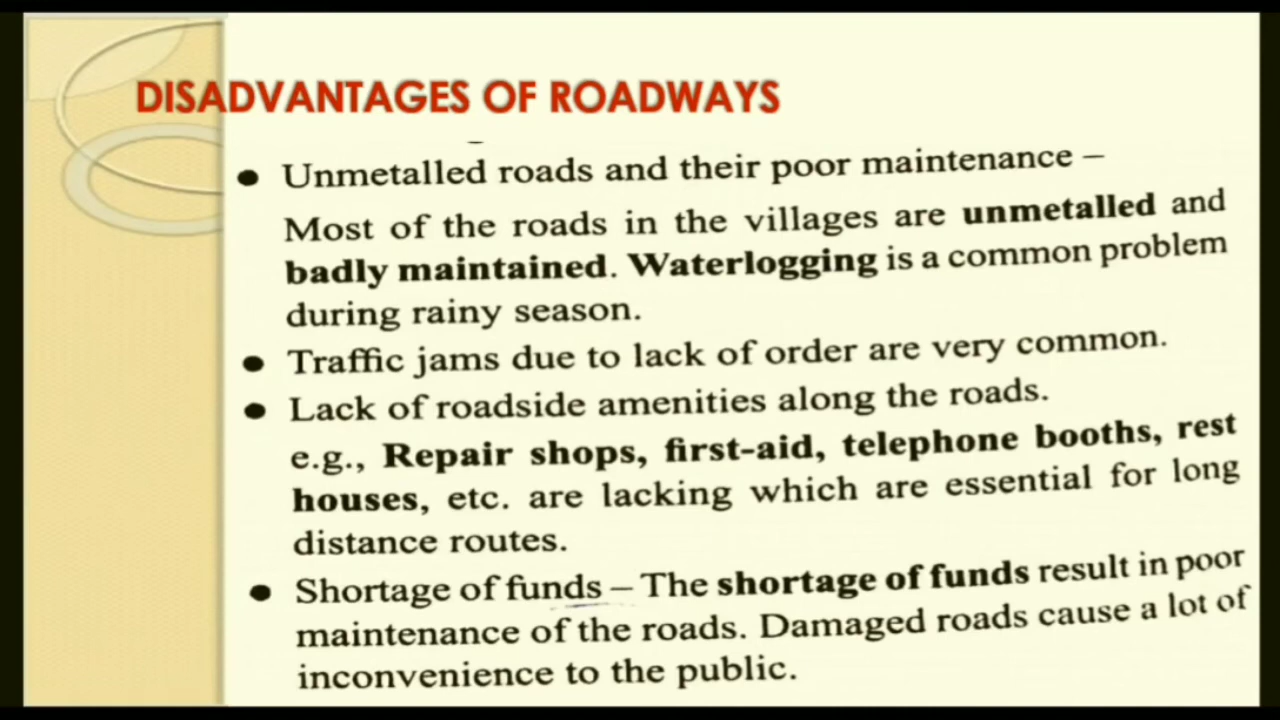 DISADVANTAGES OF ROADWAYS
● Unmetalled roads and their poor maintenance –
Most of the roads in the villages are unmetalled and
badly maintained. Waterlogging is a common problem
during rainy season.
● Traffic jams due to lack of order are very common.
● Lack of roadside amenities along the roads.
e.g., Repair shops, first-aid, telephone booths, rest
houses, etc. are lacking which are essential for long
distance routes.
● Shortage of funds – The shortage of funds result in poor
maintenance of the roads. Damaged roads cause a lot of
inconvenience to the public.